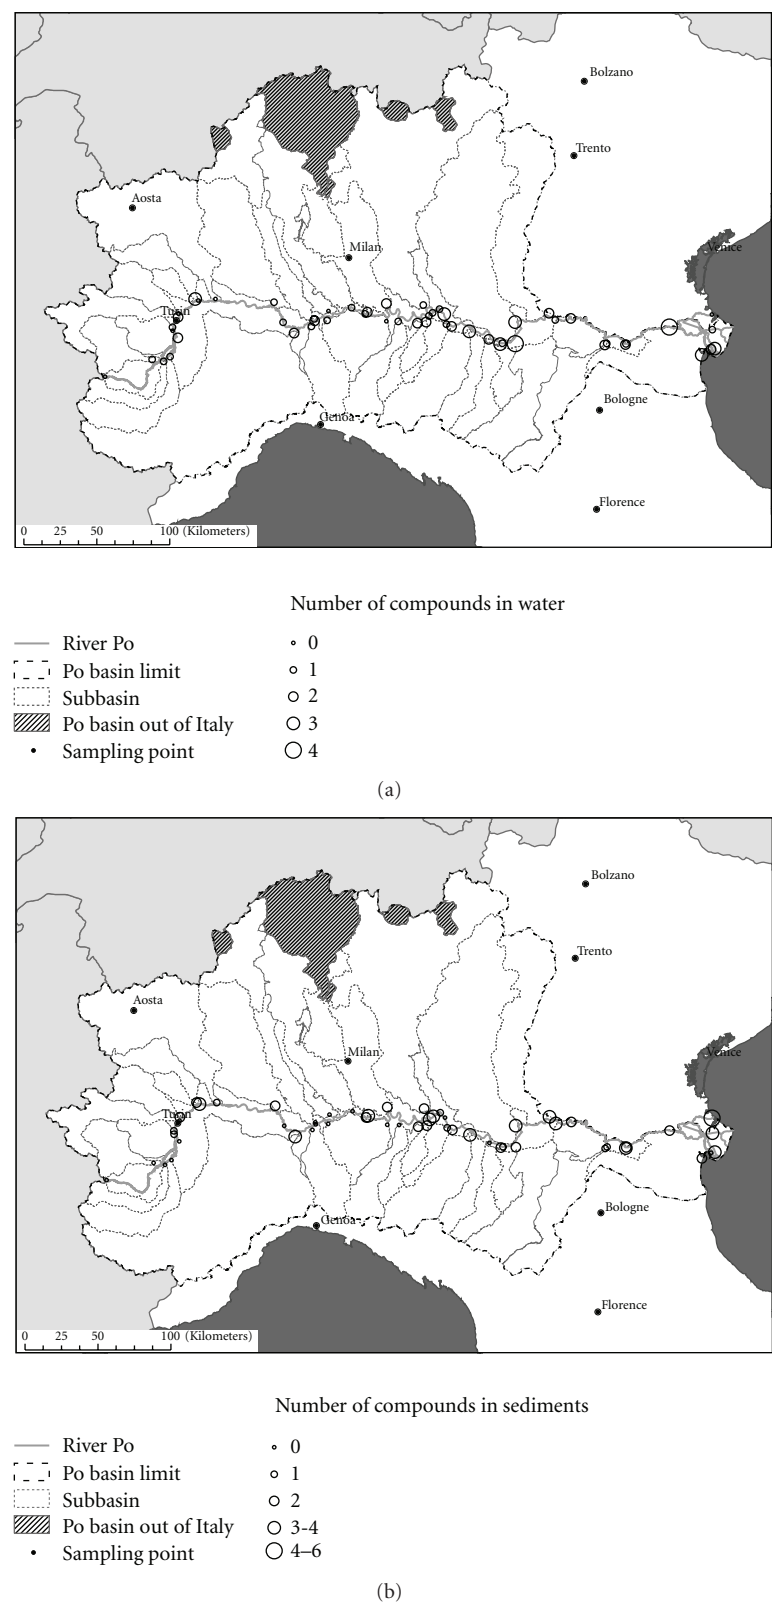 Bolzano
Trento
Aosta
Venice
Milan
Turin
Bologne
Genoa
Florence
0 25 50 100 (Kilometers)
Number of compounds in water
River Po 0
Po basin limit 1
Subbasin 2
Po basin out of Italy 3
Sampling point 4
(a)
Bolzano
Trento
Aosta
Venice
Milan
Turin
Bologne
Genoa
Florence
0 25 50 100 (Kilometers)
Number of compounds in sediments
River Po 0
Po basin limit 1
Subbasin 2
Po basin out of Italy 3-4
Sampling point 4–6
(b)